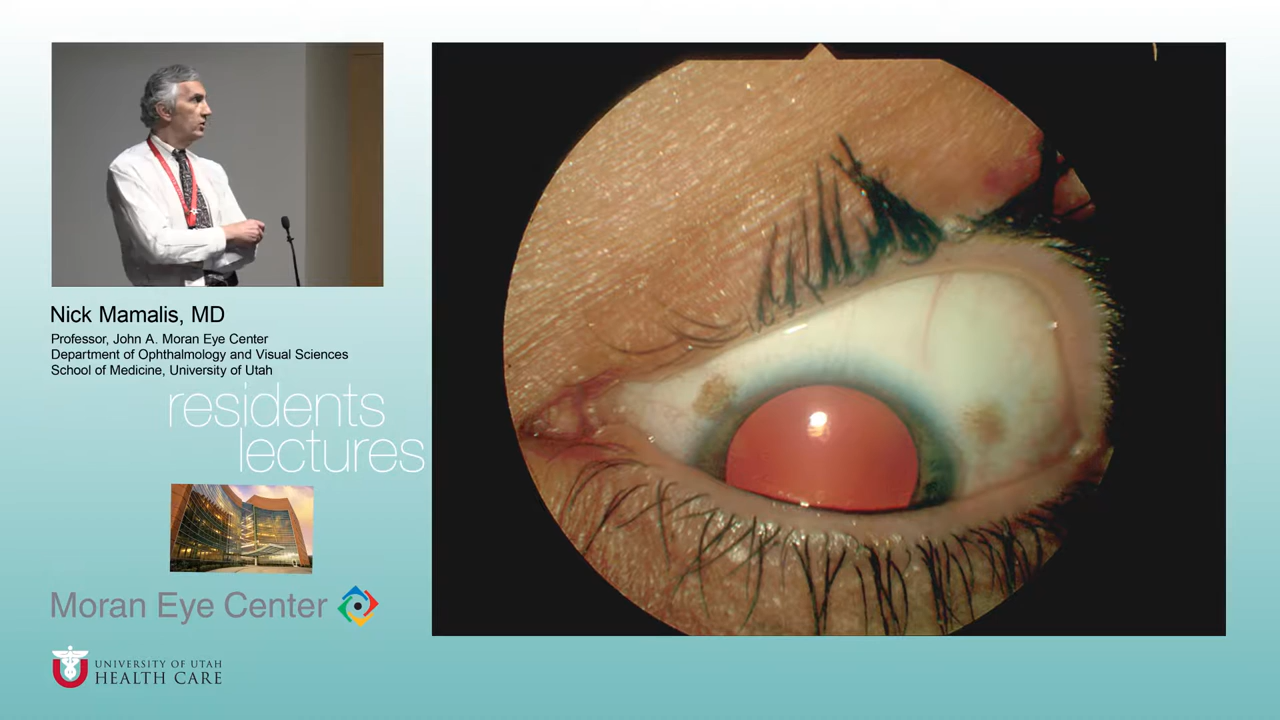 Nick Mamalis, MD
Professor, John A. Moran Eye Center
Department of Ophthalmology and Visual Sciences
School of Medicine, University of Utah
residents
lectures
Moran Eye Center
UNIVERSITY OF UTAH
HEALTH CARE